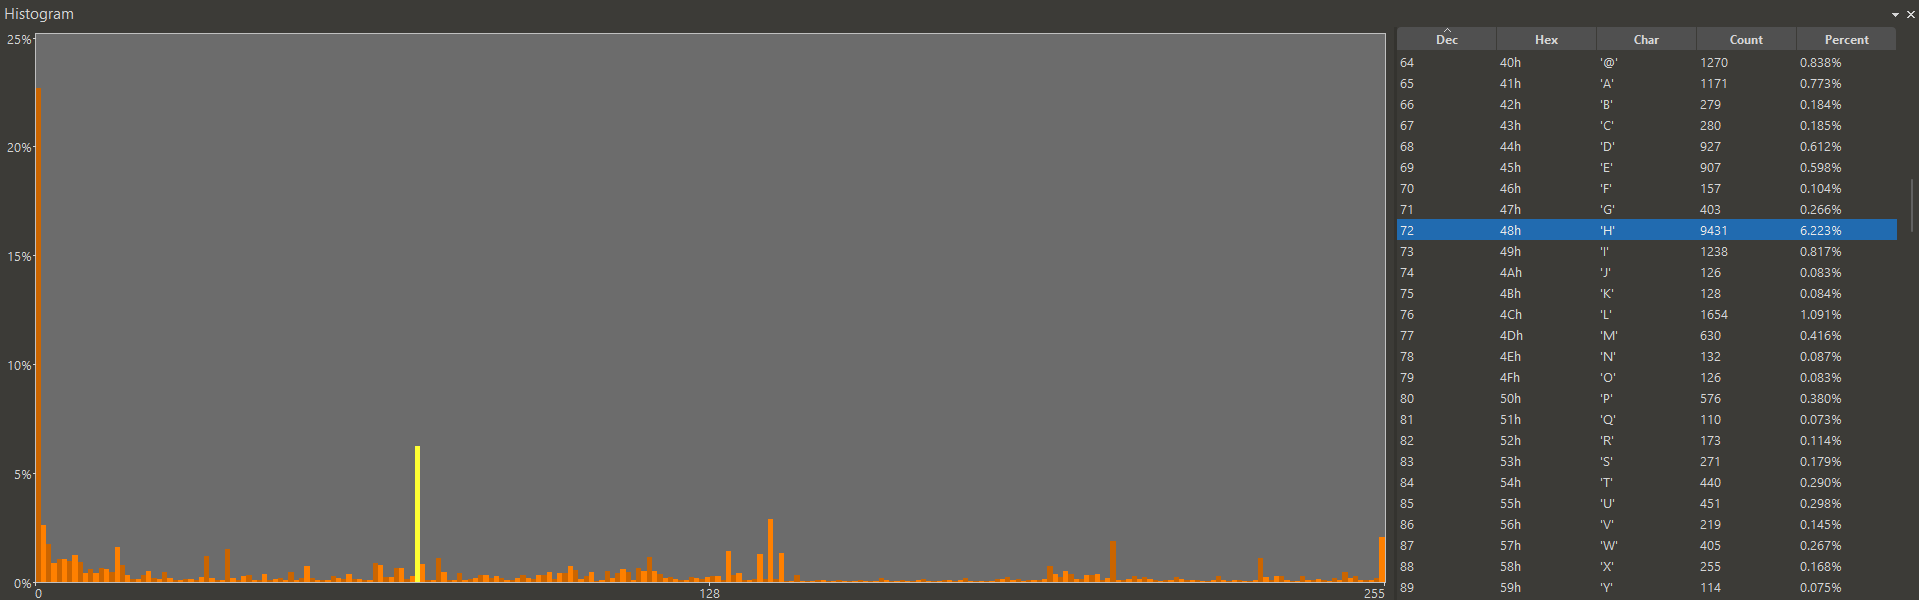 Histogram
25%
20%
15%
10%
5%
0%
0 128 255
Dec Hex Char Count Percent
64 40h '@' 1270 0.838%
65 41h 'A' 1171 0.773%
66 42h 'B' 279 0.184%
67 43h 'C' 280 0.185%
68 44h 'D' 927 0.612%
69 45h 'E' 907 0.598%
70 46h 'F' 157 0.104%
71 47h 'G' 403 0.266%
72 48h 'H' 9431 6.223%
73 49h 'I' 1238 0.817%
74 4Ah 'J' 126 0.083%
75 4Bh 'K' 128 0.084%
76 4Ch 'L' 1654 1.091%
77 4Dh 'M' 630 0.416%
78 4Eh 'N' 132 0.087%
79 4Fh 'O' 126 0.083%
80 50h 'P' 576 0.380%
81 51h 'Q' 110 0.073%
82 52h 'R' 173 0.114%
83 53h 'S' 271 0.179%
84 54h 'T' 440 0.290%
85 55h 'U' 451 0.298%
86 56h 'V' 219 0.145%
87 57h 'W' 405 0.267%
88 58h 'X' 255 0.168%
89 59h 'Y' 114 0.075%